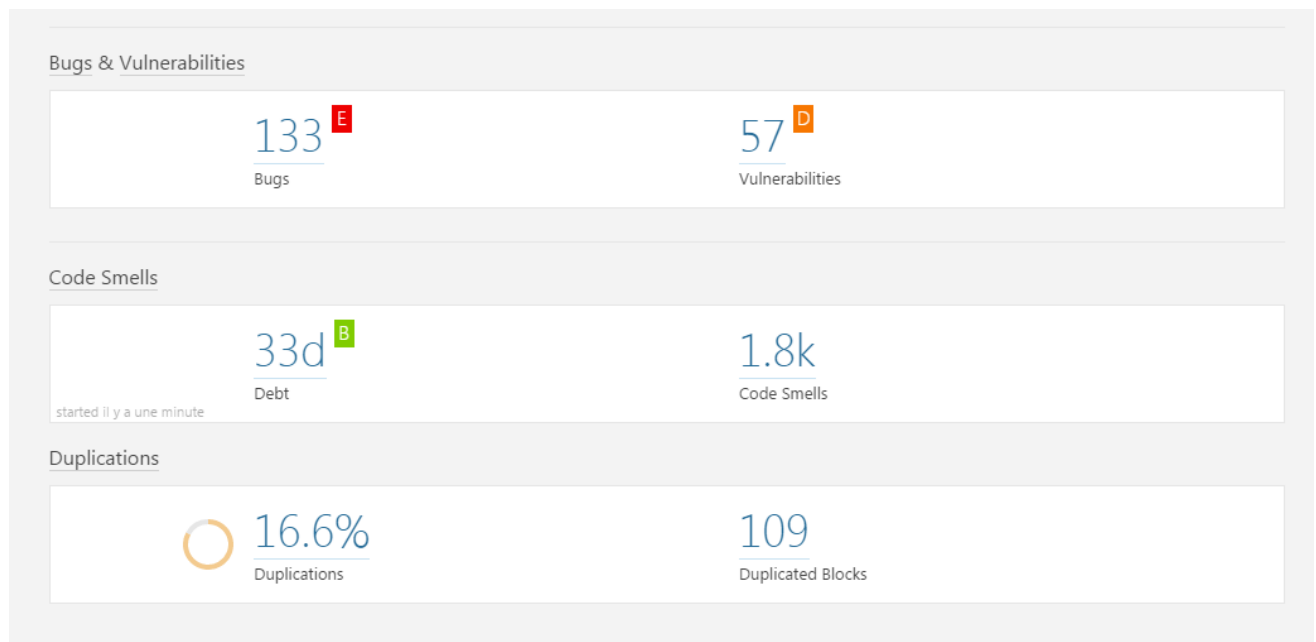 Bugs & Vulnerabilities
133 E
57 D
Bugs
Vulnerabilities
Code Smells
33d B
1.8k
Debt
Code Smells
started il y a une minute
Duplications
16.6%
109
Duplications
Duplicated Blocks